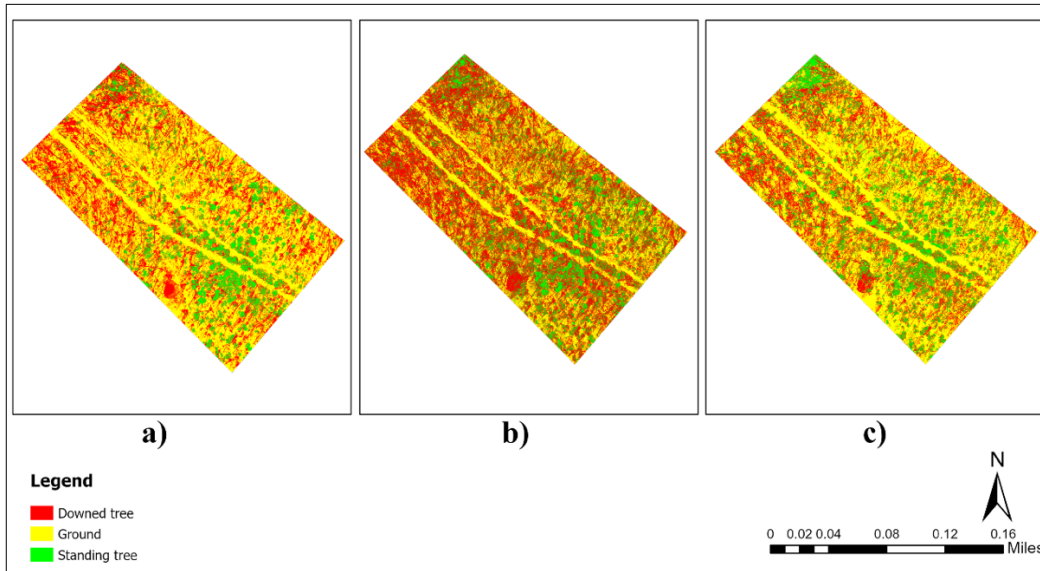 a)
b)
c)
Legend
Downed tree
Ground
Standing tree
N
0 0.02 0.04 0.08 0.12 0.16 Miles